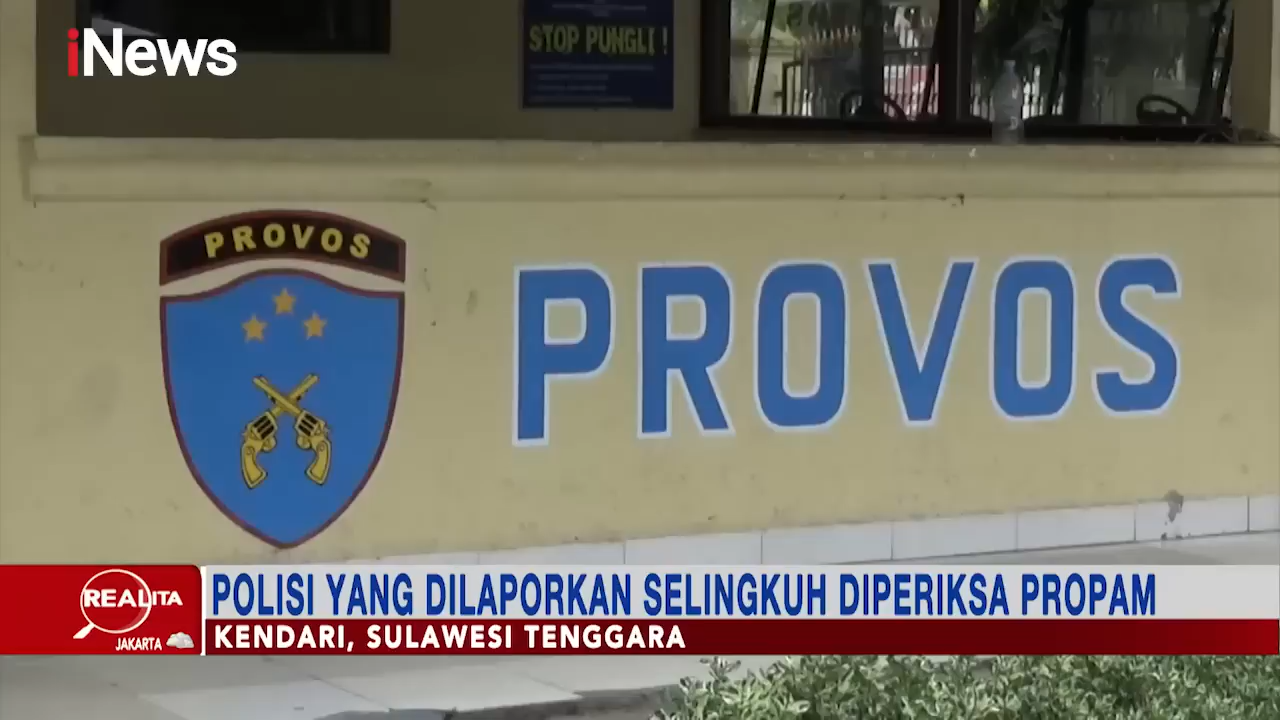 iNews
STOP PUNGLI !
PROVOS
PROVOS
REALITA
JAKARTA
POLISI YANG DILAPORKAN SELINGKUH DIPERIKSA PROPAM
KENDARI, SULAWESI TENGGARA